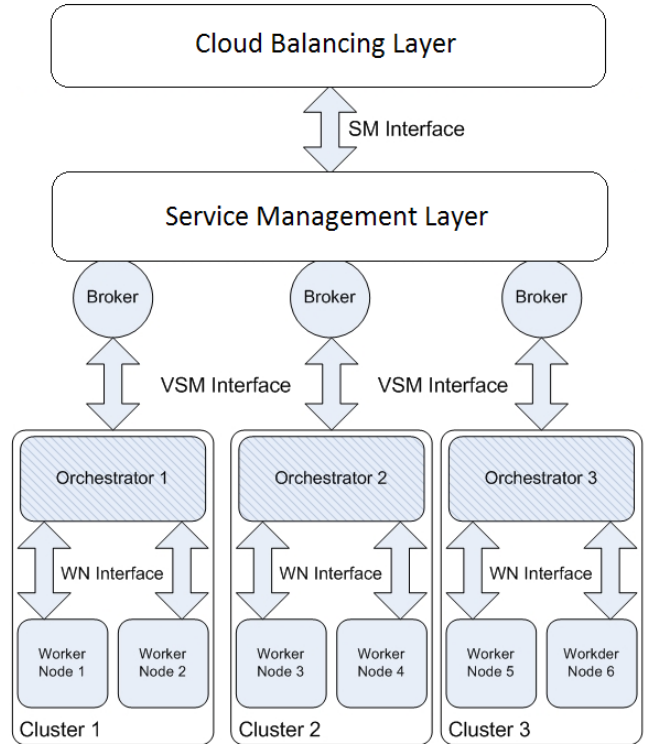 Cloud Balancing Layer
SM Interface
Service Management Layer
Broker
Broker
Broker
VSM Interface
VSM Interface
Orchestrator 1
Orchestrator 2
Orchestrator 3
WN Interface
WN Interface
WN Interface
Worker
Node 1
Worker
Node 2
Worker
Node 3
Worker
Node 4
Worker
Node 5
Workder
Node 6
Cluster 1
Cluster 2
Cluster 3